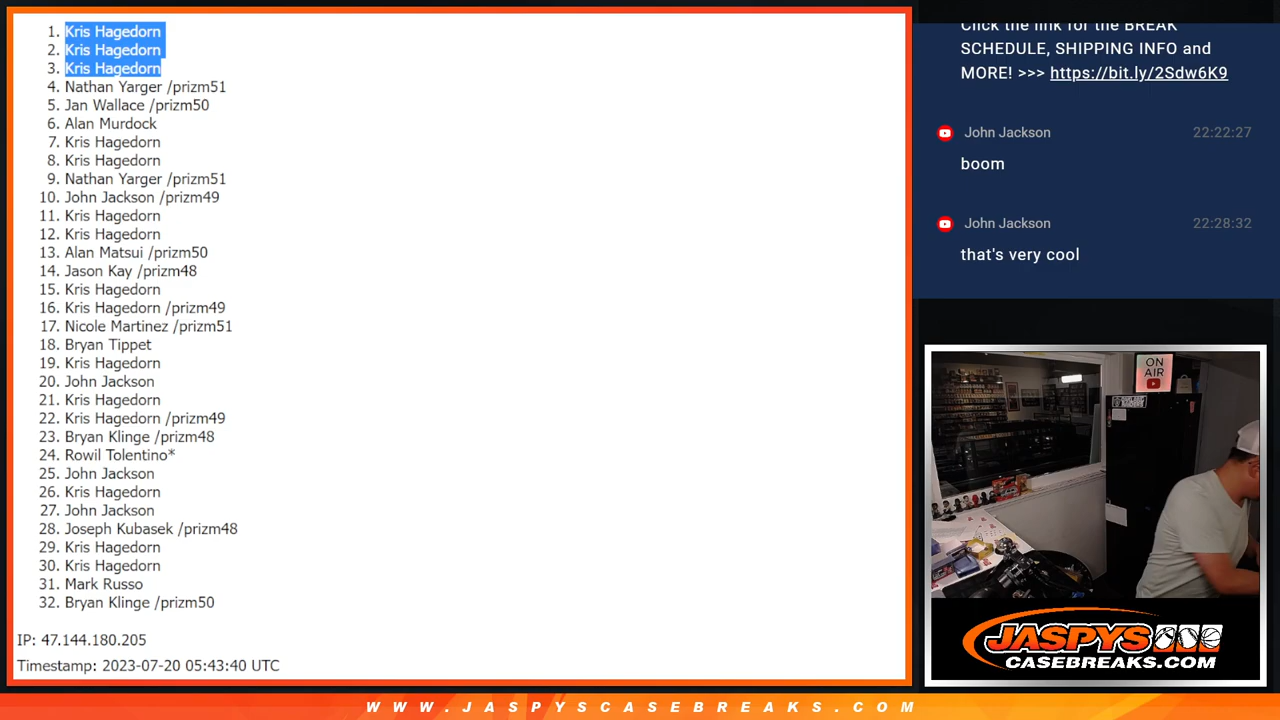 1. Kris Hagedorn
2. Kris Hagedorn
3. Kris Hagedorn
4. Nathan Yarger /prizm51
5. Jan Wallace /prizm50
6. Alan Murdock
7. Kris Hagedorn
8. Kris Hagedorn
9. Nathan Yarger /prizm51
10. John Jackson /prizm49
11. Kris Hagedorn
12. Kris Hagedorn
13. Alan Matsui /prizm50
14. Jason Kay /prizm48
15. Kris Hagedorn
16. Kris Hagedorn /prizm49
17. Nicole Martinez /prizm51
18. Bryan Tippet
19. Kris Hagedorn
20. John Jackson
21. Kris Hagedorn
22. Kris Hagedorn /prizm49
23. Bryan Klinge /prizm48
24. Rowil Tolentino*
25. John Jackson
26. Kris Hagedorn
27. John Jackson
28. Joseph Kubasek /prizm48
29. Kris Hagedorn
30. Kris Hagedorn
31. Mark Russo
32. Bryan Klinge /prizm50
IP: 47.144.180.205
Timestamp: 2023-07-20 05:43:40 UTC
Click the link for the BREAK
SCHEDULE, SHIPPING INFO and
MORE! >>> https://bit.ly/2Sdw6K9
John Jackson 22:22:27
boom
John Jackson 22:28:32
that's very cool
ON
AIR
JASPYS
CASEBREAKS.COM
WWW.JASPYSCASEBREAKS.COM